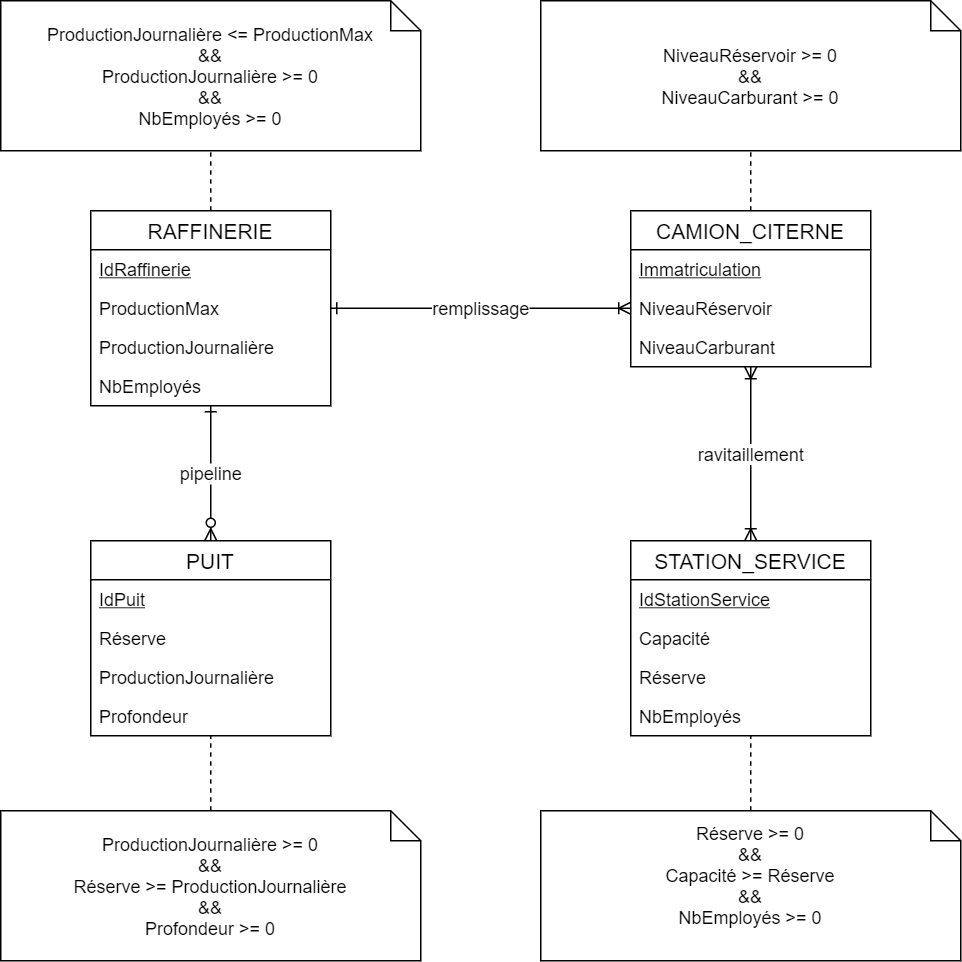 ProductionJournalière <= ProductionMax
&&
ProductionJournalière >= 0
&&
NbEmployés >= 0
NiveauRéservoir >= 0
&&
NiveauCarburant >= 0
RAFFINERIE
IdRaffinerie
ProductionMax
ProductionJournalière
NbEmployés
remplissage
CAMION_CITERNE
Immatriculation
NiveauRéservoir
NiveauCarburant
pipeline
ravitaillement
PUIT
IdPuit
Réserve
ProductionJournalière
Profondeur
STATION_SERVICE
IdStationService
Capacité
Réserve
NbEmployés
ProductionJournalière >= 0
&&
Réserve >= ProductionJournalière
&&
Profondeur >= 0
Réserve >= 0
&&
Capacité >= Réserve
&&
NbEmployés >= 0